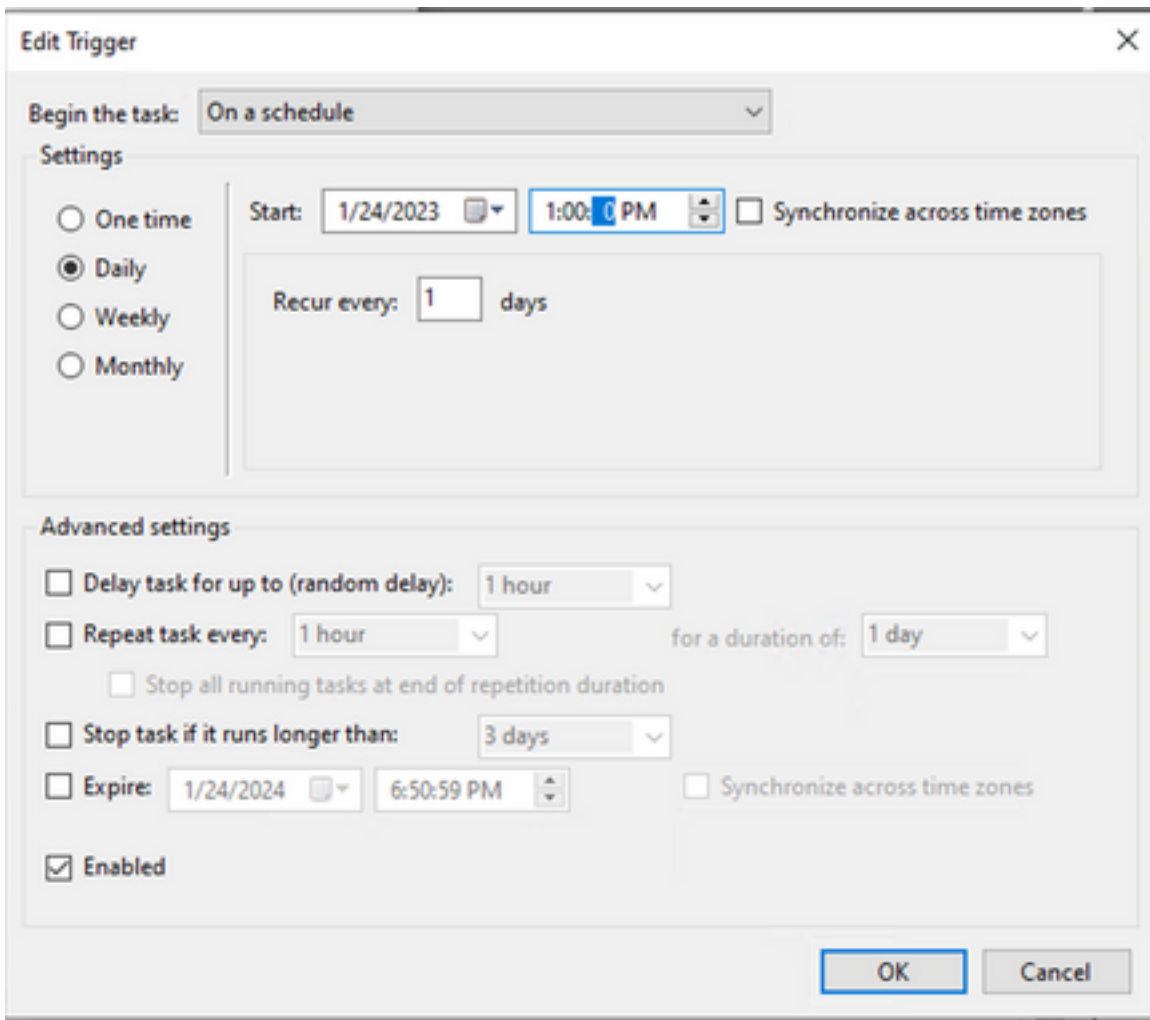 Edit Trigger
Begin the task: On a schedule
Settings
One time
Start: 1/24/2023 1:00: 0 PM Synchronize across time zones
Daily
Recur every: 1 days
Weekly
Monthly
Advanced settings
Delay task for up to (random delay): 1 hour
Repeat task every: 1 hour for a duration of: 1 day
Stop all running tasks at end of repetition duration
Stop task if it runs longer than: 3 days
Expire: 1/24/2024 6:50:59 PM Synchronize across time zones
Enabled
OK Cancel